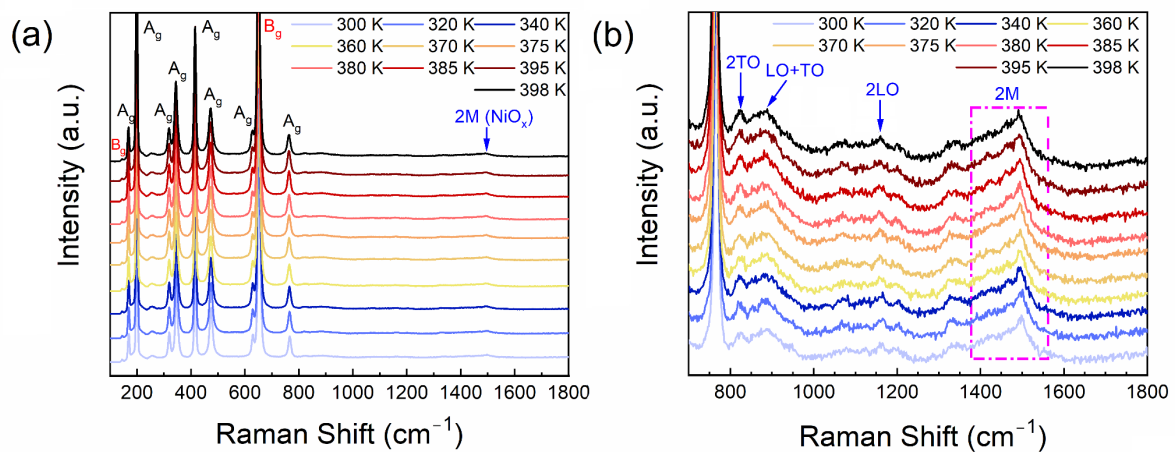 (a)
Intensity (a.u.)
300 K 320 K 340 K
360 K 370 K 375 K
380 K 385 K 395 K
398 K
Ag
Ag
Bg
Ag
Ag
Ag
Ag
Ag
Ag
Bg
2M (NiOx)
200 400 600 800 1000 1200 1400 1600 1800
Raman Shift (cm−1)
(b)
Intensity (a.u.)
300 K 320 K 340 K 360 K
370 K 375 K 380 K 385 K
395 K 398 K
2TO
LO+TO
2LO
2M
800 1000 1200 1400 1600 1800
Raman Shift (cm−1)